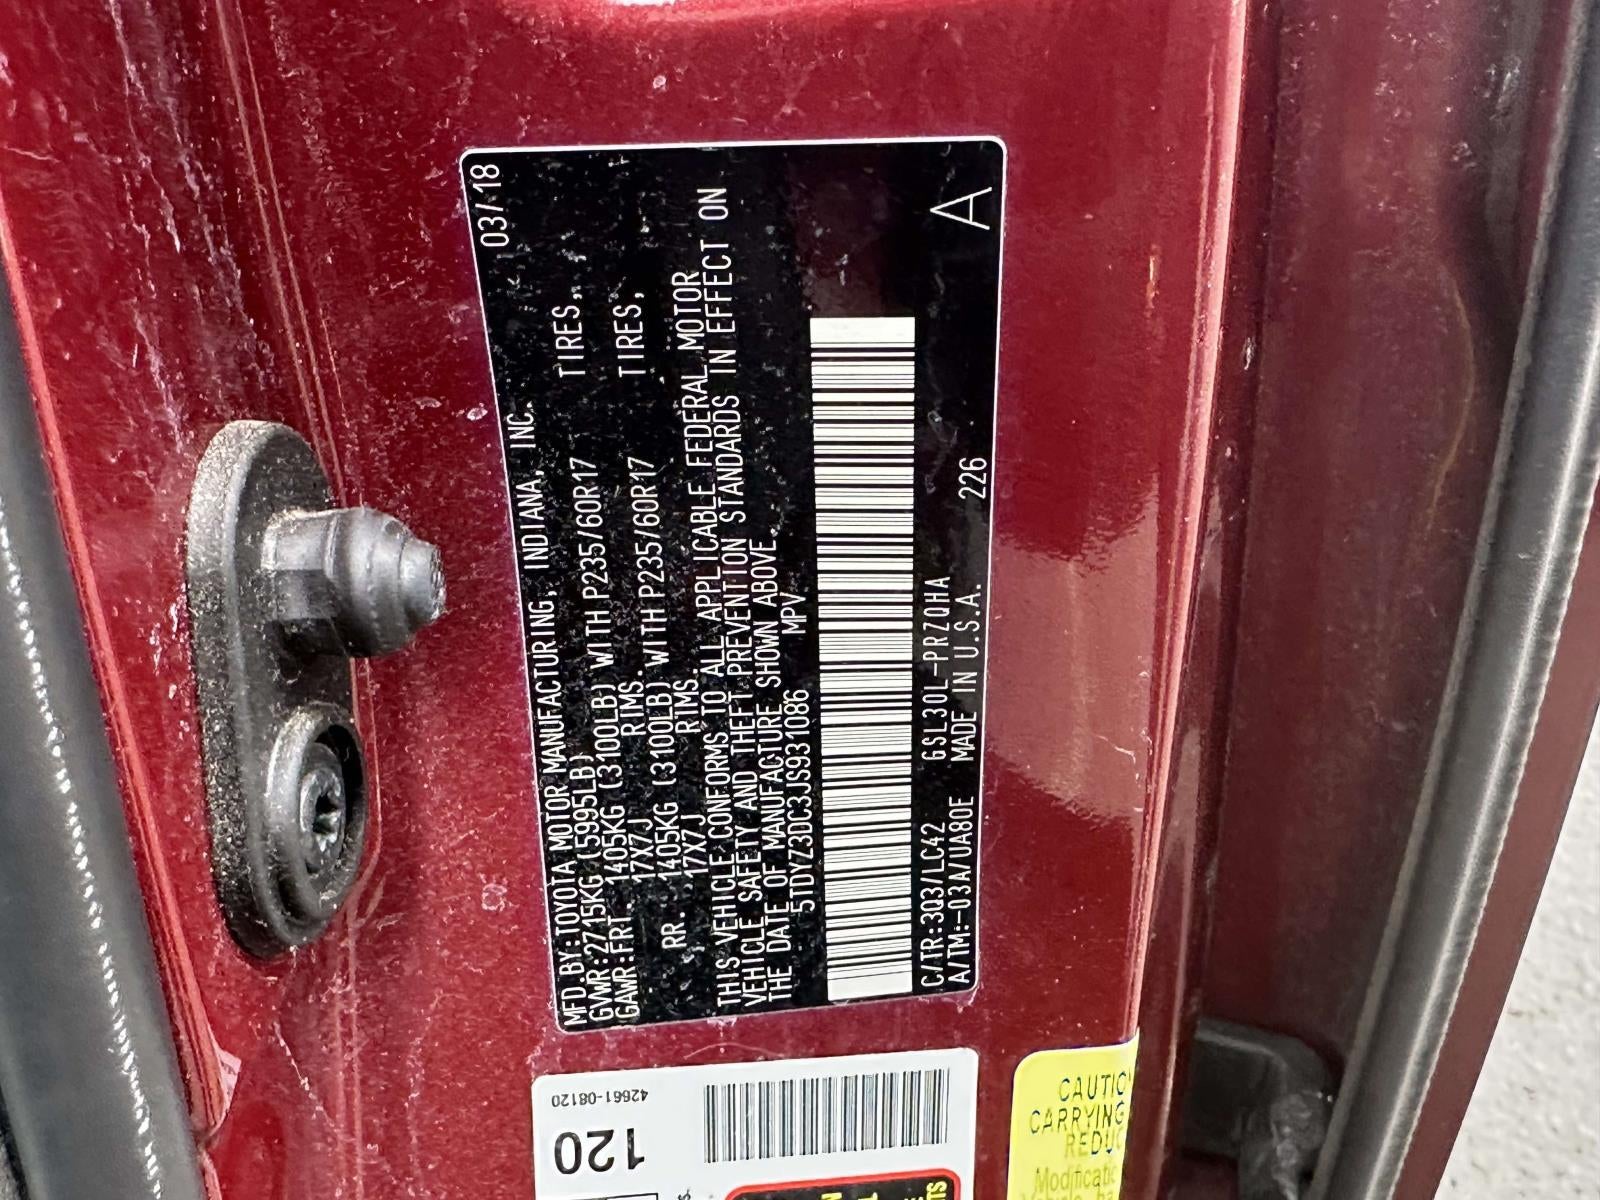 MFD.BY:TOYOTA MOTOR MANUFACTURING, INDIANA, INC. 03/18
GVWR:2715KG(5995LB)
GAWR:FRT. 1405KG (3100LB) WITH P235/60R17 TIRES,
17X7J RIMS.
RR. 1405KG (3100LB) WITH P235/60R17 TIRES,
17X7J RIMS.
THIS VEHICLE CONFORMS TO ALL APPLICABLE FEDERAL MOTOR
VEHICLE SAFETY AND THEFT PREVENTION STANDARDS IN EFFECT ON
THE DATE OF MANUFACTURE SHOWN ABOVE.
5TDYZ3DC3JS931086 MPV
C/TR:3Q3/LC42 GSL30L-PRZQHA 226 A
A/TM:-03A/UA80E MADE IN U.S.A.
42661-08120
120
CAUTIO
CARRYING
REDUC
Modificatic